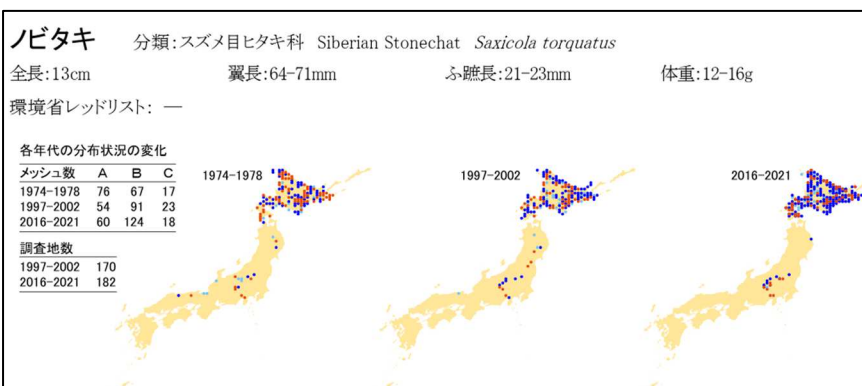 ノビタキ 分類:スズメ目ヒタキ科 Siberian Stonechat Saxicola torquatus
全長:13cm 翼長:64-71mm ふ蹠長:21-23mm 体重:12-16g
環境省レッドリスト: ―
各年代の分布状況の変化
メッシュ数 A B C
1974-1978 76 67 17
1997-2002 54 91 23
2016-2021 60 124 18
調査地数
1997-2002 170
2016-2021 182
1974-1978
1997-2002
2016-2021